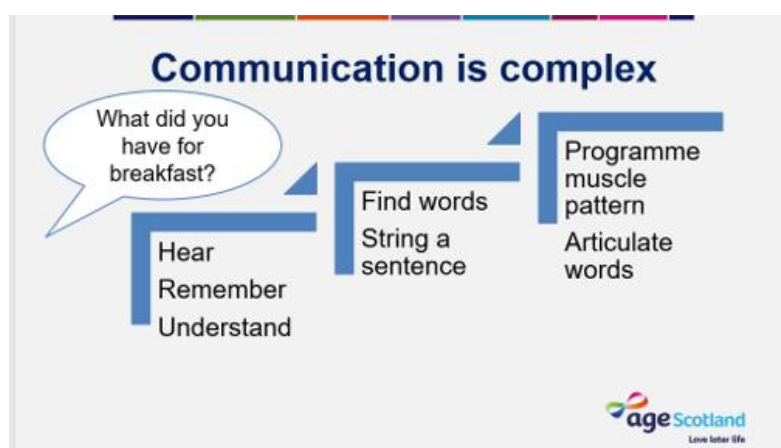 Communication is complex
What did you
have for
breakfast?
Hear
Remember
Understand
Find words
String a
sentence
Programme
muscle
pattern
Articulate
words
age Scotland
Love later life